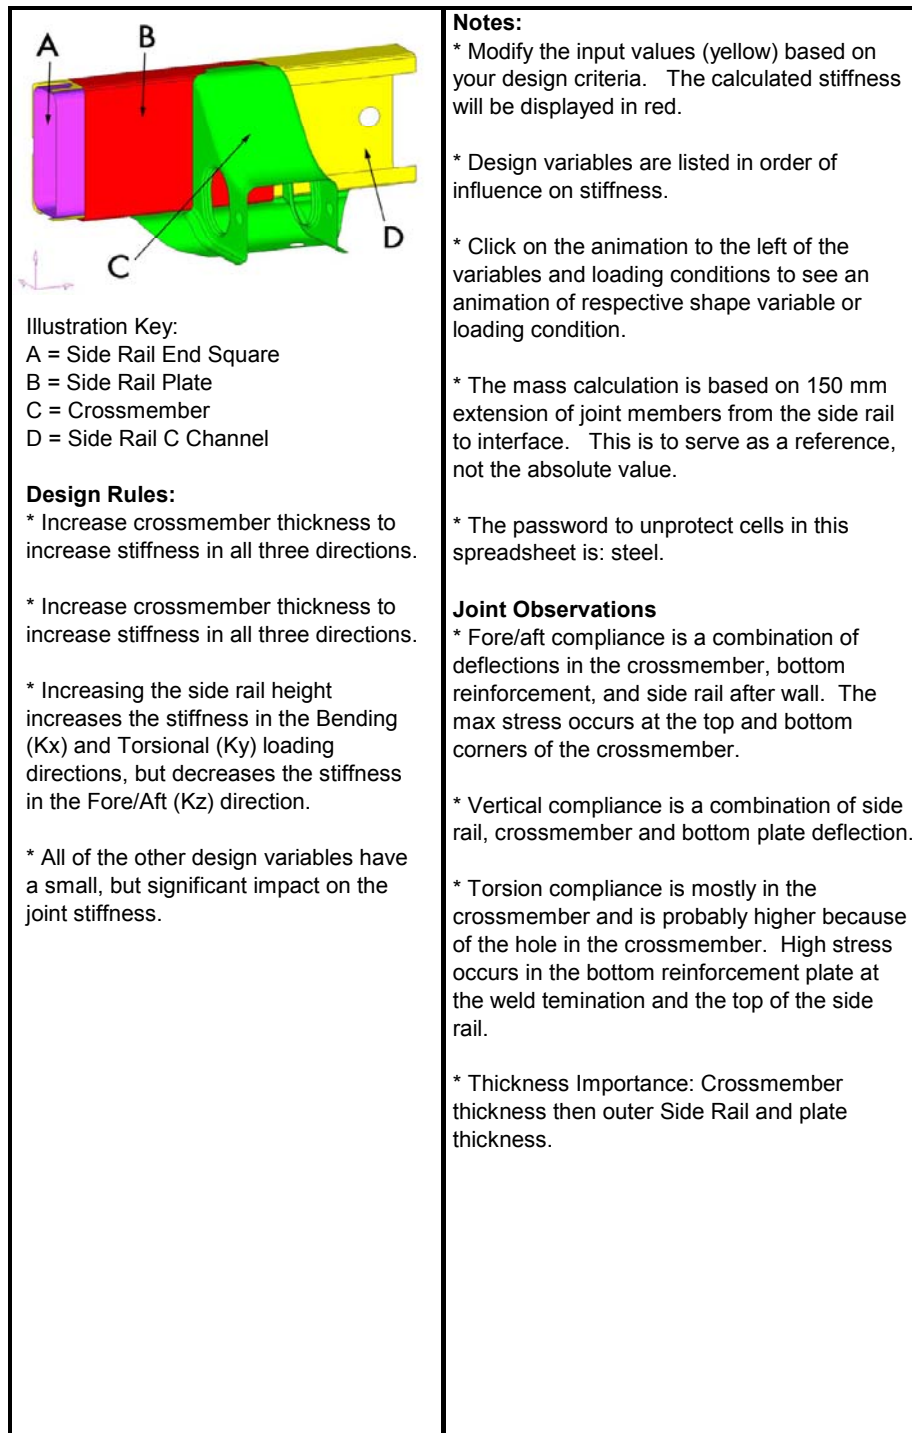 A
B
C
D
Illustration Key:
A = Side Rail End Square
B = Side Rail Plate
C = Crossmember
D = Side Rail C Channel
Design Rules:
* Increase crossmember thickness to
increase stiffness in all three directions.
* Increase crossmember thickness to
increase stiffness in all three directions.
* Increasing the side rail height
increases the stiffness in the Bending
(Kx) and Torsional (Ky) loading
directions, but decreases the stiffness
in the Fore/Aft (Kz) direction.
* All of the other design variables have
a small, but significant impact on the
joint stiffness.
Notes:
* Modify the input values (yellow) based on
your design criteria.   The calculated stiffness
will be displayed in red.
* Design variables are listed in order of
influence on stiffness.
* Click on the animation to the left of the
variables and loading conditions to see an
animation of respective shape variable or
loading condition.
* The mass calculation is based on 150 mm
extension of joint members from the side rail
to interface.   This is to serve as a reference,
not the absolute value.
* The password to unprotect cells in this
spreadsheet is: steel.
Joint Observations
* Fore/aft compliance is a combination of
deflections in the crossmember, bottom
reinforcement, and side rail after wall.  The
max stress occurs at the top and bottom
corners of the crossmember.
* Vertical compliance is a combination of side
rail, crossmember and bottom plate deflection.
* Torsion compliance is mostly in the
crossmember and is probably higher because
of the hole in the crossmember.  High stress
occurs in the bottom reinforcement plate at
the weld temination and the top of the side
rail.
* Thickness Importance: Crossmember
thickness then outer Side Rail and plate
thickness.